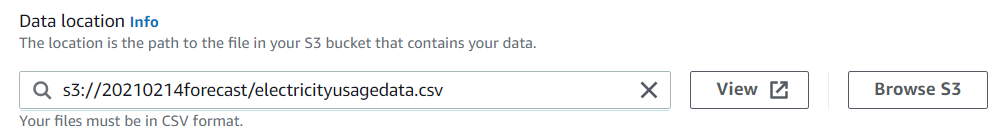 Data location Info
The location is the path to the file in your S3 bucket that contains your data.
s3://20210214forecast/electricityusagedata.csv View Browse S3
Your files must be in CSV format.